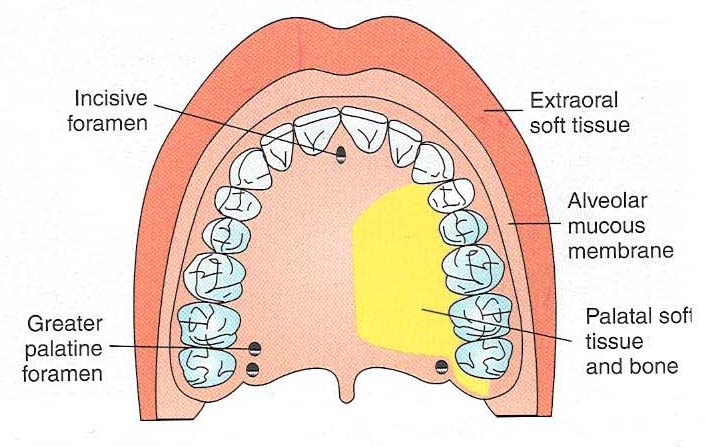 Incisive
foramen
Extraoral
soft tissue
Alveolar
mucous
membrane
Greater
palatine
foramen
Palatal soft
tissue
and bone